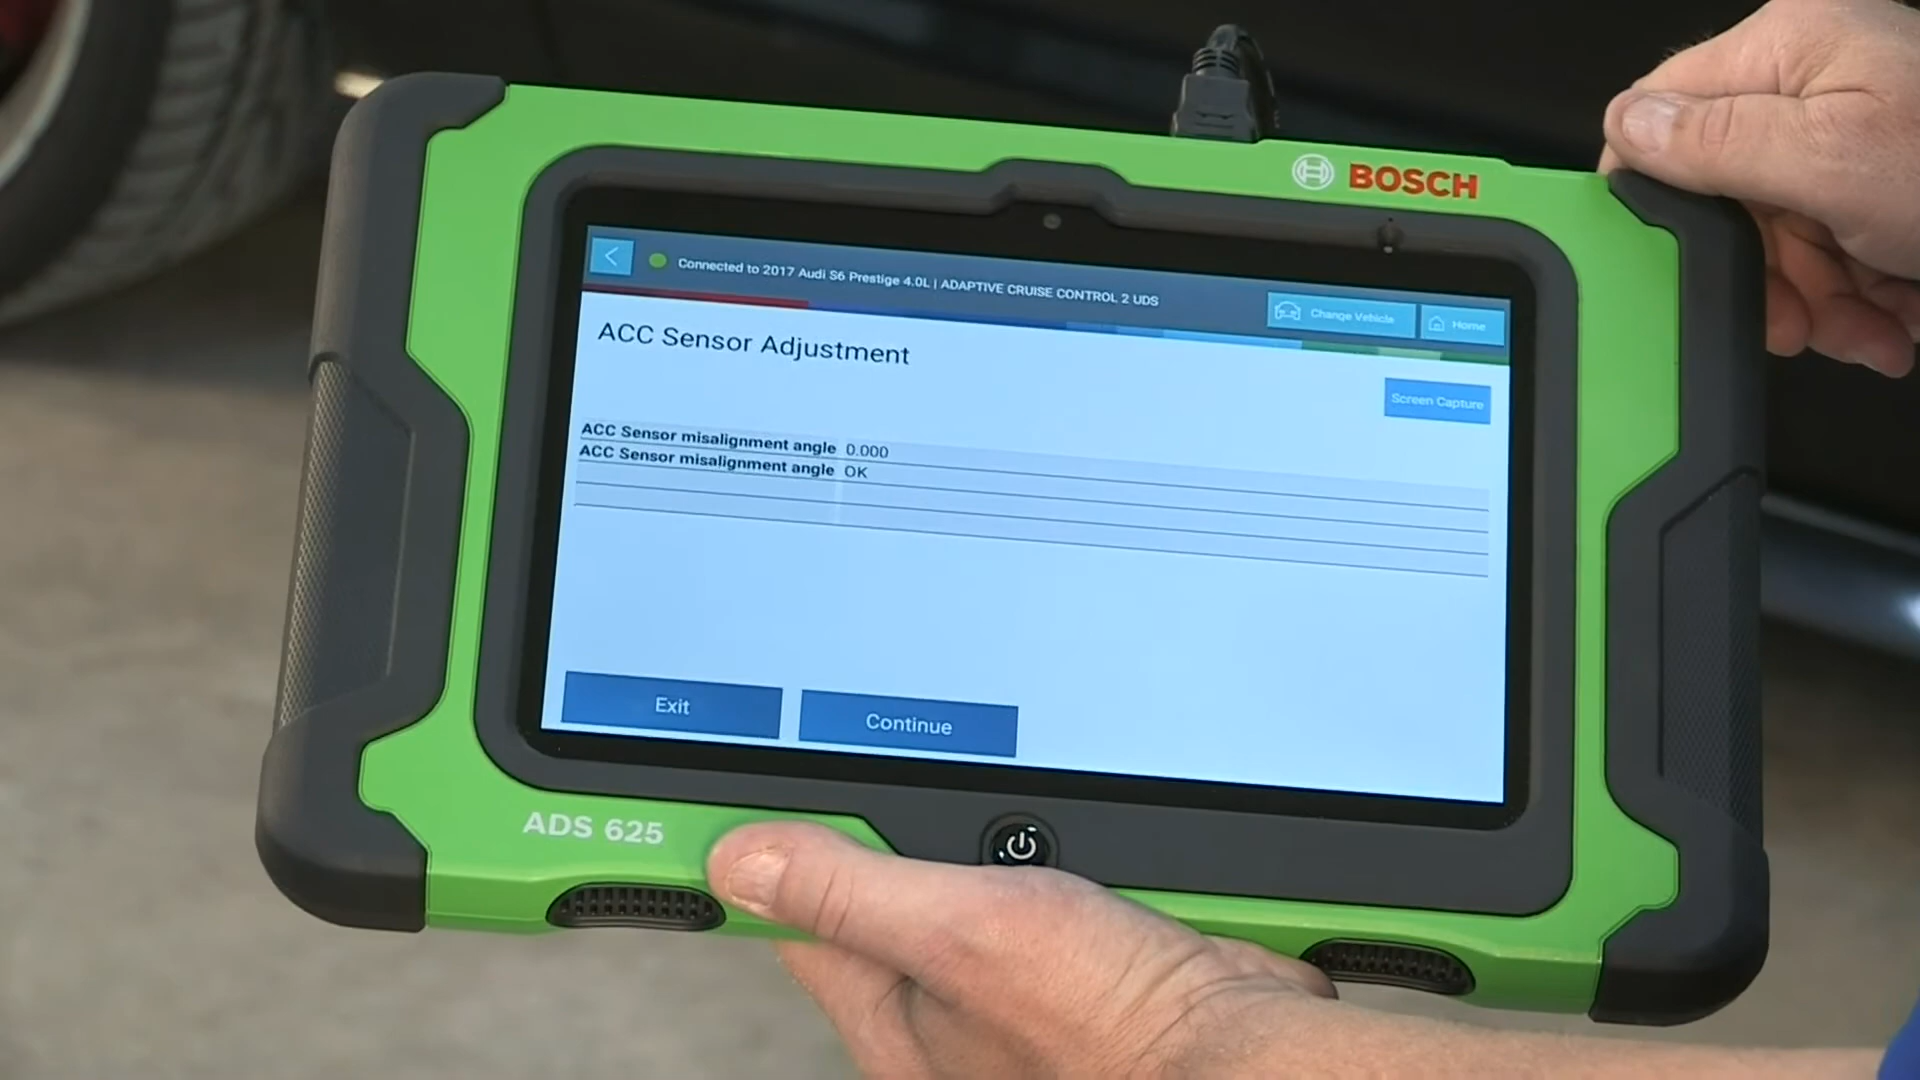 BOSCH
Connected to 2017 Audi S6 Prestige 4.0L | ADAPTIVE CRUISE CONTROL 2 UDS
Change Vehicle
Home
ACC Sensor Adjustment
Screen Capture
ACC Sensor misalignment angle 0.000
ACC Sensor misalignment angle OK
Exit
Continue
ADS 625